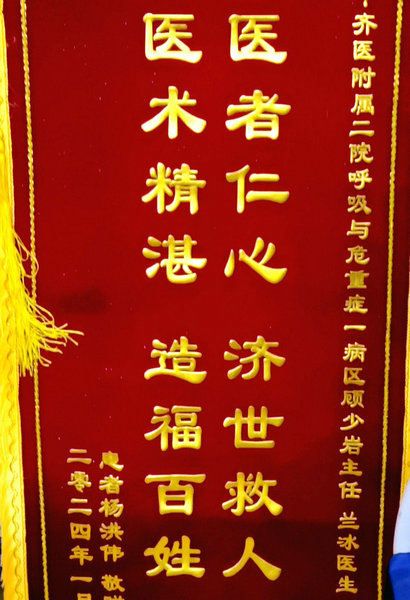 齐医附属二院呼吸与危重症一病区顾少岩主任 兰冰医生
医者仁心 济世救人
医术精湛 造福百姓
患者杨洪伟 敬赠
二零二四年一月